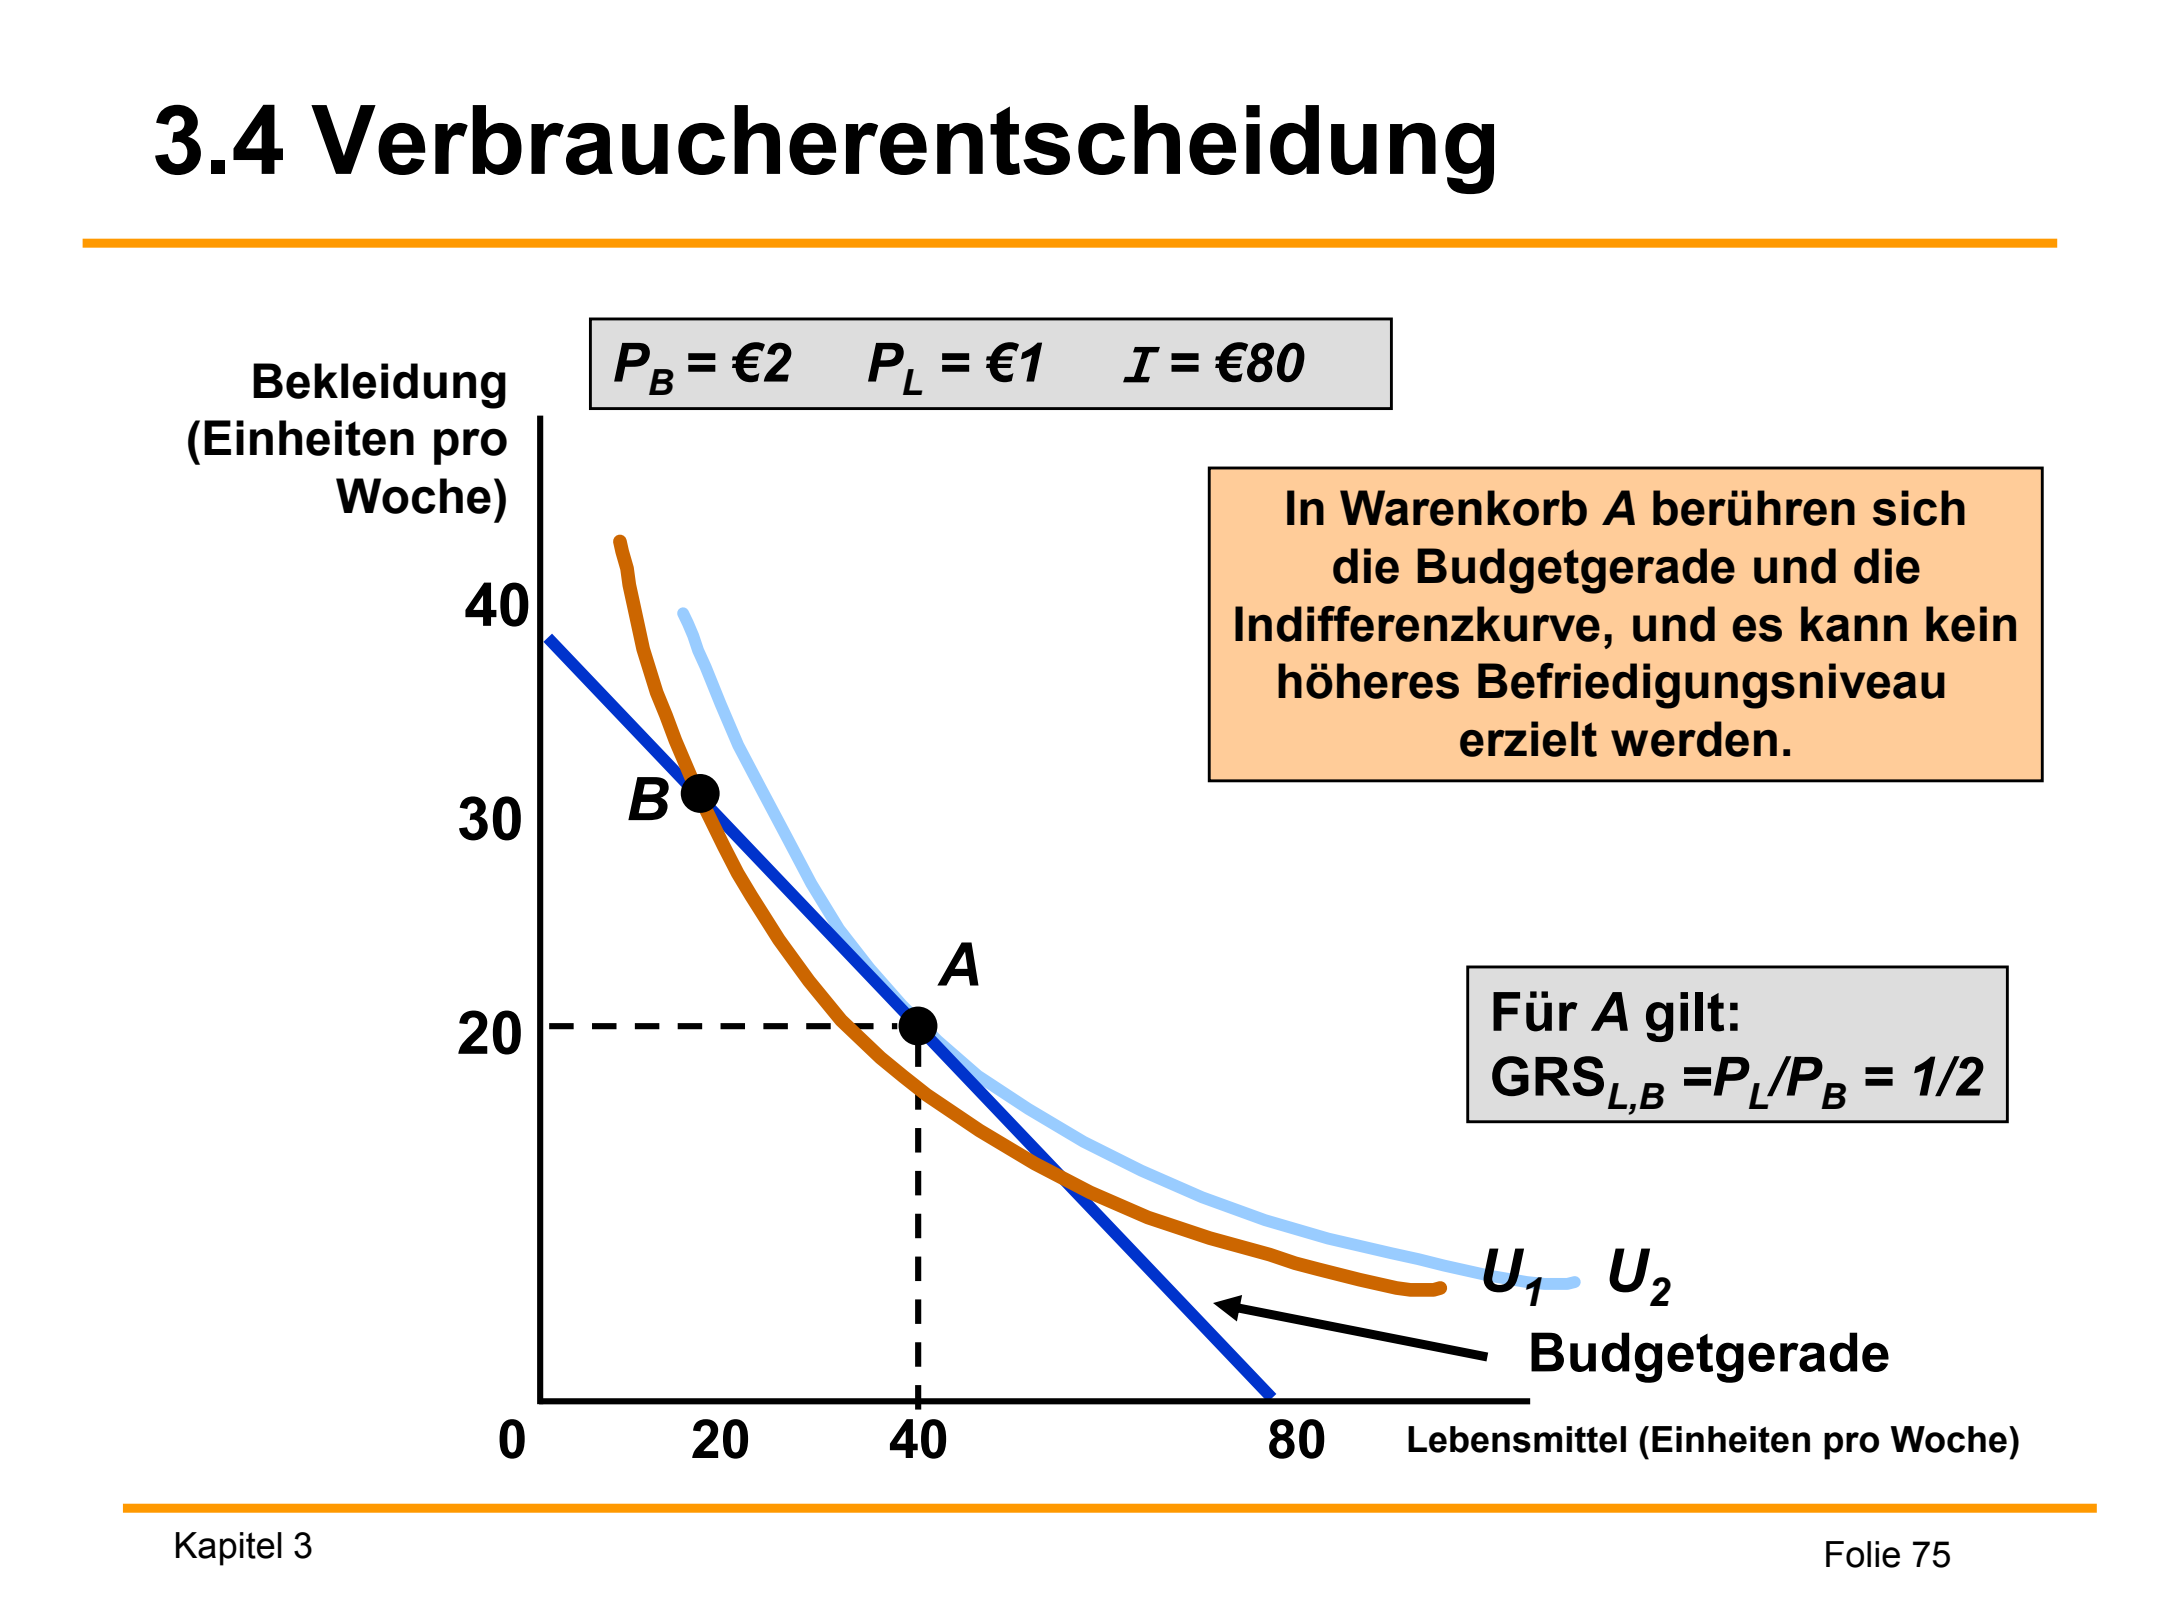 3.4 Verbraucherentscheidung
P_B = €2 P_L = €1 I = €80
Bekleidung
(Einheiten pro
Woche)
In Warenkorb A berühren sich
die Budgetgerade und die
Indifferenzkurve, und es kann kein
höheres Befriedigungsniveau
erzielt werden.
40
B
30
A
20
Für A gilt:
GRS_L,B =P_L/P_B = 1/2
U_1 U_2
Budgetgerade
0 20 40 80 Lebensmittel (Einheiten pro Woche)
Kapitel 3
Folie 75